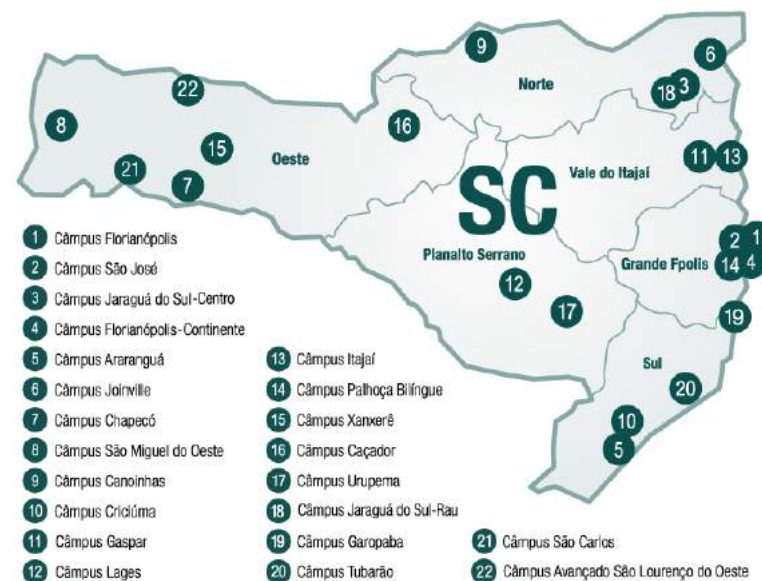 9
6
Norte
22
18
3
8
16
15
Oeste
11
13
Vale do Itajaí
21
7
SC
2
1
Planalto Serrano
Grande Fpolis
14
4
12
17
19
Sul
20
10
5
1 Câmpus Florianópolis
2 Câmpus São José
3 Câmpus Jaraguá do Sul-Centro
4 Câmpus Florianópolis-Continente
5 Câmpus Araranguá
6 Câmpus Joinville
7 Câmpus Chapecó
8 Câmpus São Miguel do Oeste
9 Câmpus Canoinhas
10 Câmpus Criciúma
11 Câmpus Gaspar
12 Câmpus Lages
13 Câmpus Itajaí
14 Câmpus Palhoça Bilíngue
15 Câmpus Xanxerê
16 Câmpus Caçador
17 Câmpus Urupema
18 Câmpus Jaraguá do Sul-Rau
19 Câmpus Garopaba
20 Câmpus Tubarão
21 Câmpus São Carlos
22 Câmpus Avançado São Lourenço do Oeste